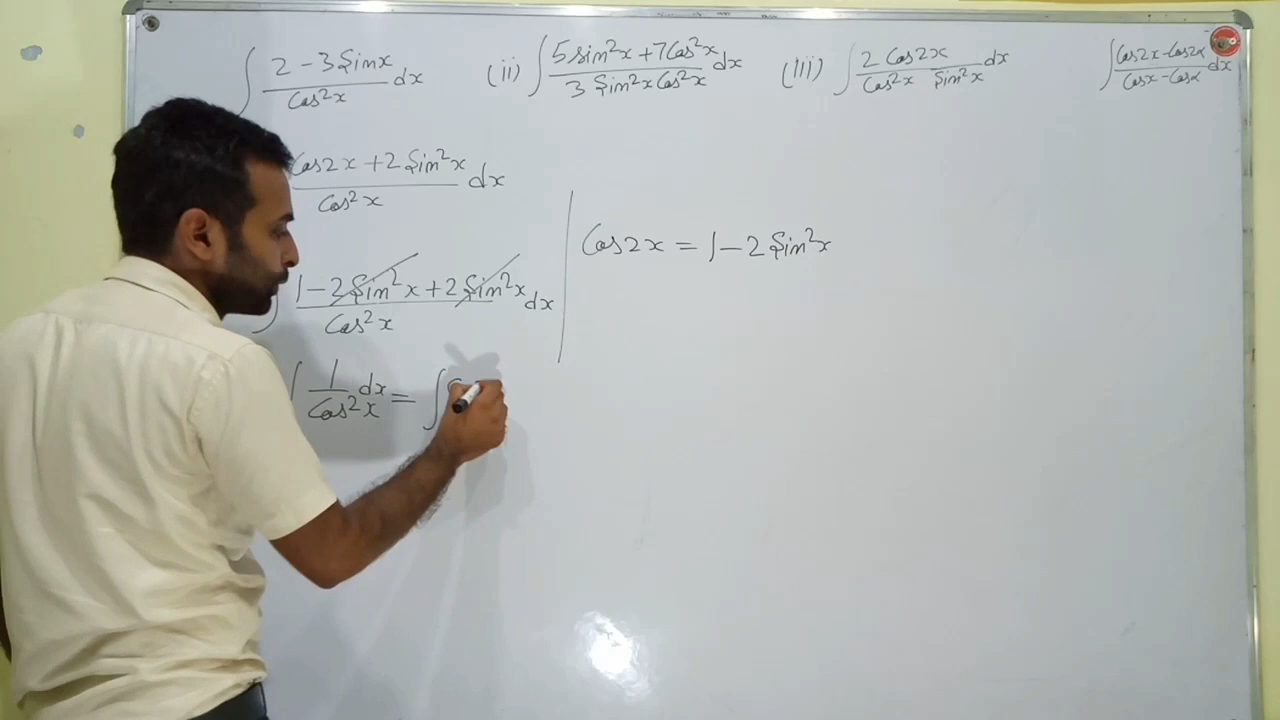 ∫ (2 - 3 Sinx)/(Cos²x) dx (ii) ∫ (5 sin²x + 7 Cos²x)/(3 Sin²x Cos²x) dx (III) ∫ (2 Cos2x)/(Cos²x Sin²x) dx ∫ (Cos2x - Cos2α)/(Cosx - Cosα) dx
(Cos2x + 2 Sin²x)/(Cos²x) dx
Cos2x = 1 - 2 Sin²x
∫ (1 - 2 Sin²x + 2 Sin²x)/(Cos²x) dx
∫ 1/(Cos²x) dx = ∫